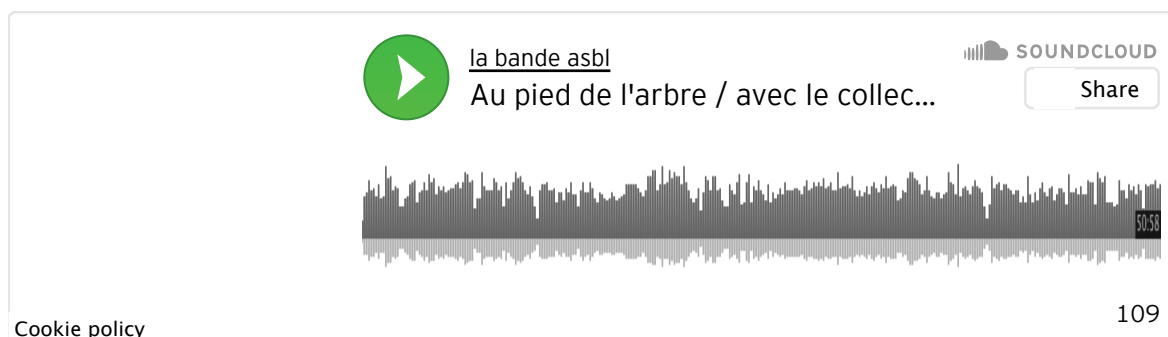 la bande asbl
SOUNDCLOUD
Au pied de l'arbre / avec le collec...
Share
50:58
109
Cookie policy